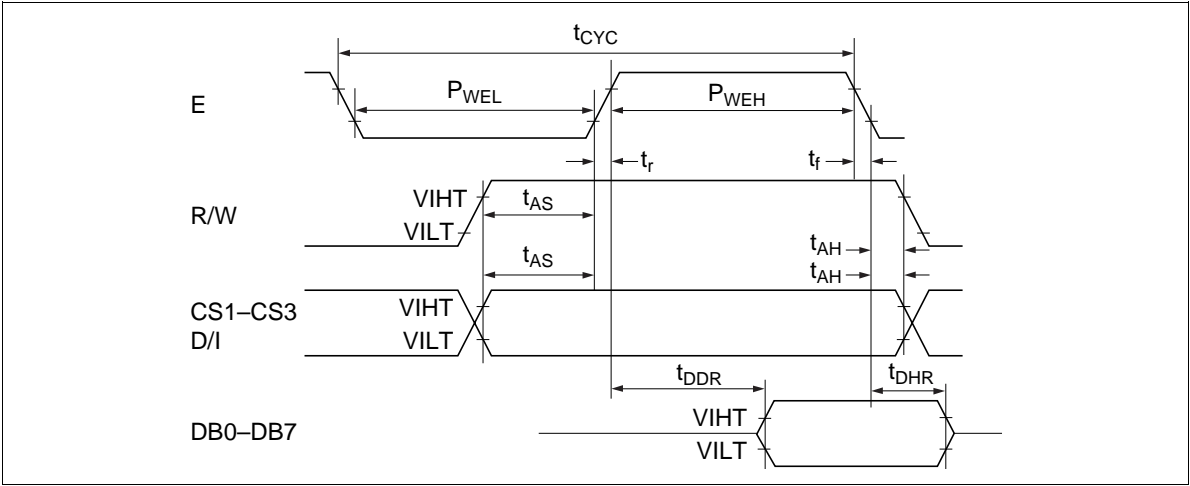 tCYC
E
PWEL
PWEH
tr
tf
R/W
VIHT
VILT
tAS
tAH
tAS
tAH
CS1–CS3
D/I
VIHT
VILT
tDDR
tDHR
DB0–DB7
VIHT
VILT